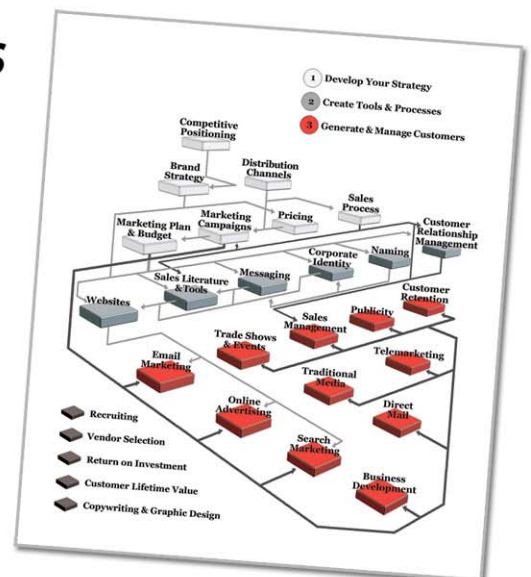 s
1 Develop Your Strategy
2 Create Tools & Processes
3 Generate & Manage Customers
Competitive
Positioning
Brand
Strategy
Distribution
Channels
Sales
Process
Marketing Plan
& Budget
Marketing
Campaigns
Pricing
Customer
Relationship
Management
Websites
Sales Literature
& Tools
Messaging
Corporate
Identity
Naming
Customer
Retention
Publicity
Sales
Management
Trade Shows
& Events
Email
Marketing
Telemarketing
Traditional
Media
Online
Advertising
Direct
Mail
Search
Marketing
Business
Development
Recruiting
Vendor Selection
Return on Investment
Customer Lifetime Value
Copywriting & Graphic Design